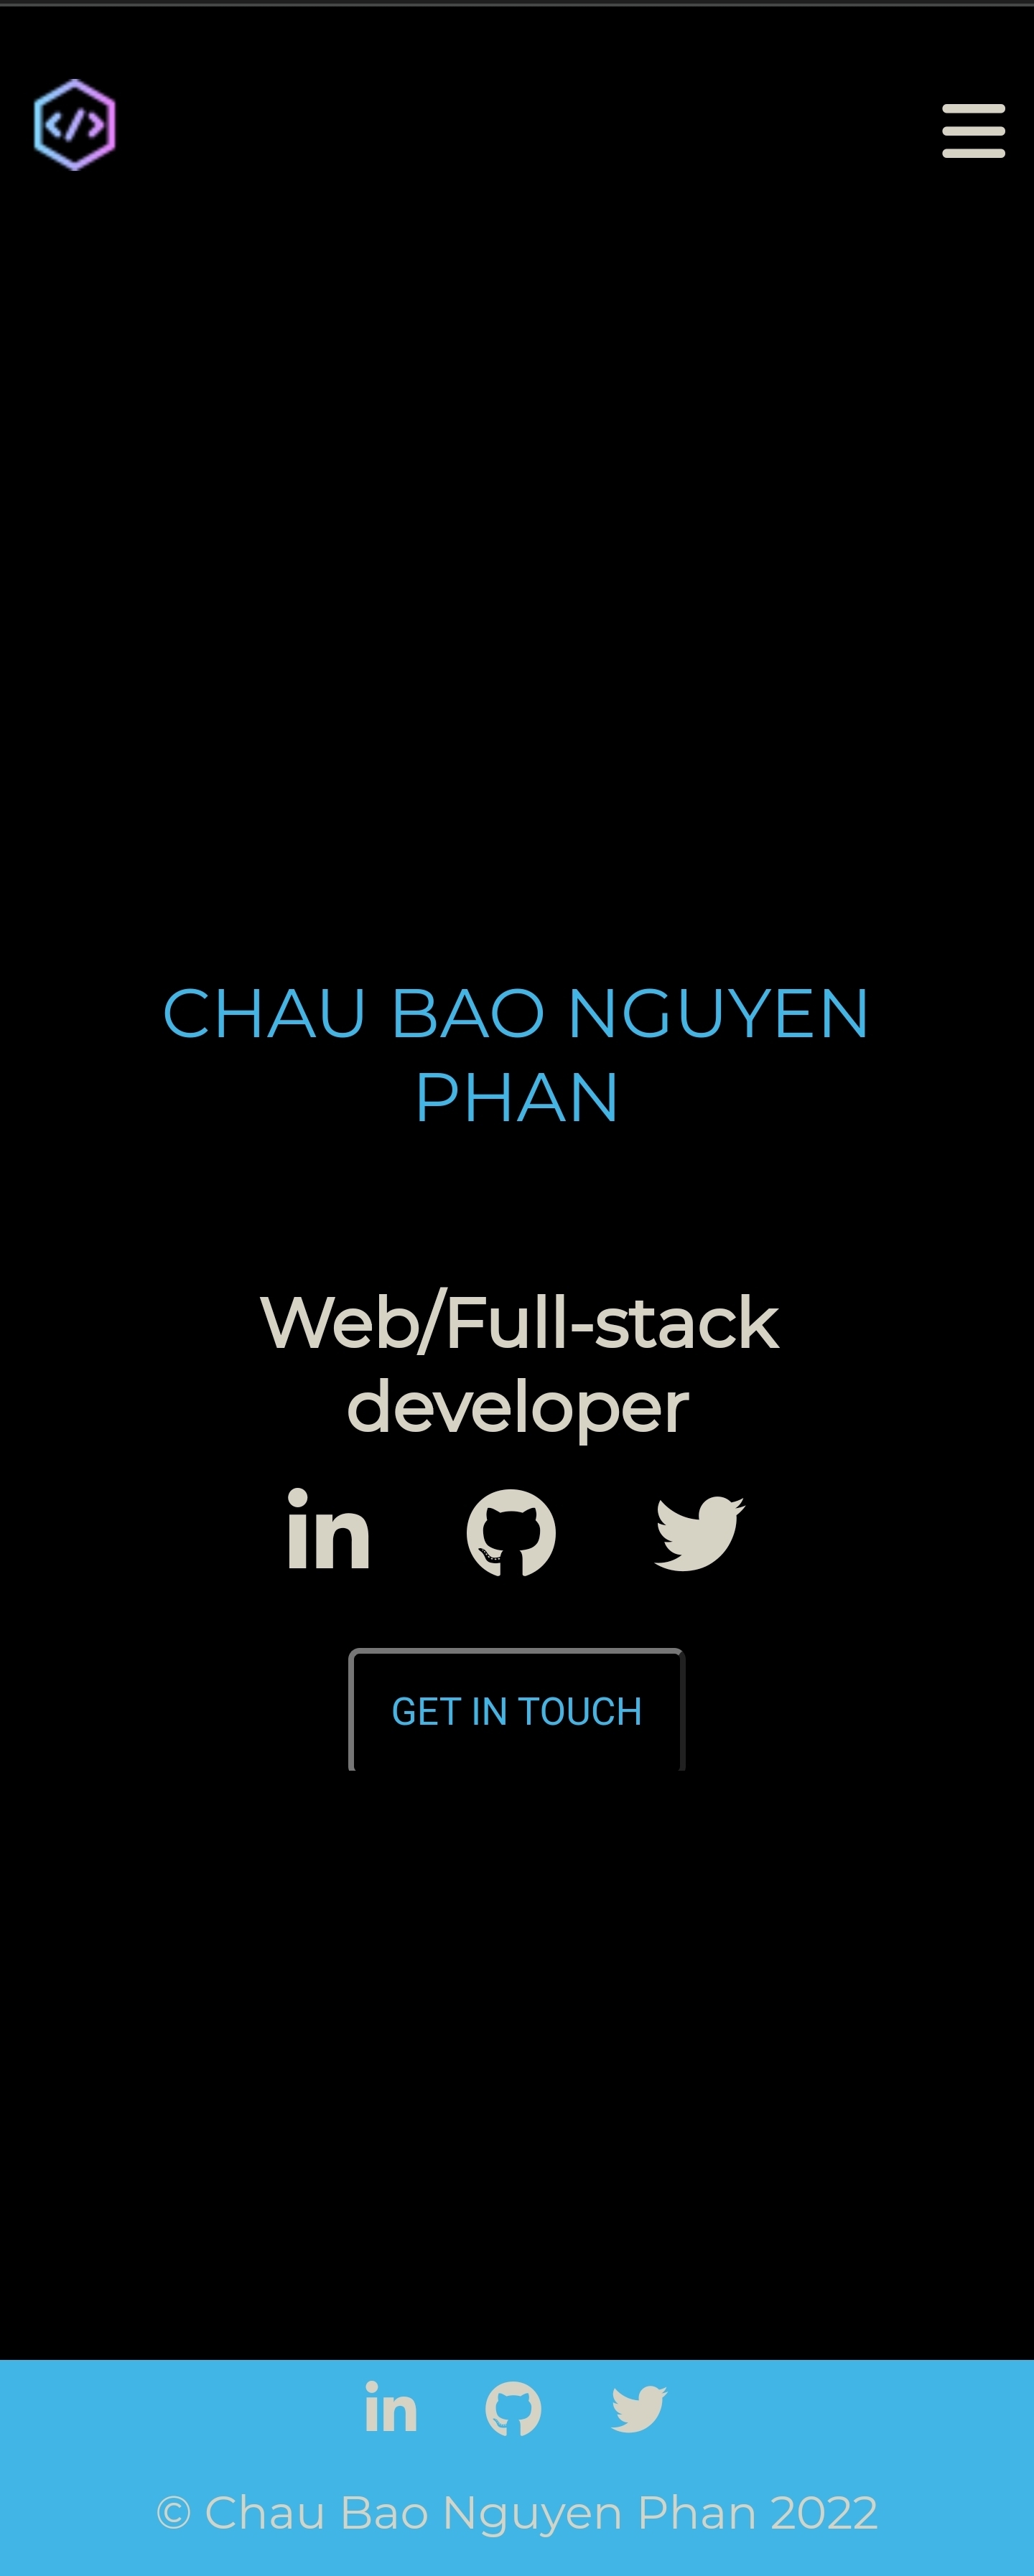 </>
CHAU BAO NGUYEN
PHAN
Web/Full-stack
developer
in
GET IN TOUCH
in
© Chau Bao Nguyen Phan 2022